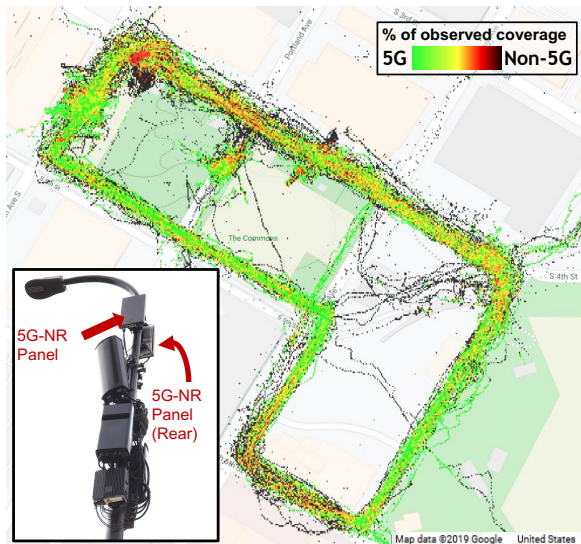 % of observed coverage
5G Non-5G
S 3rd S
Portland Ave
The Commons
S 4th St
5G-NR
Panel
5G-NR
Panel
(Rear)
Map data ©2019 Google United States